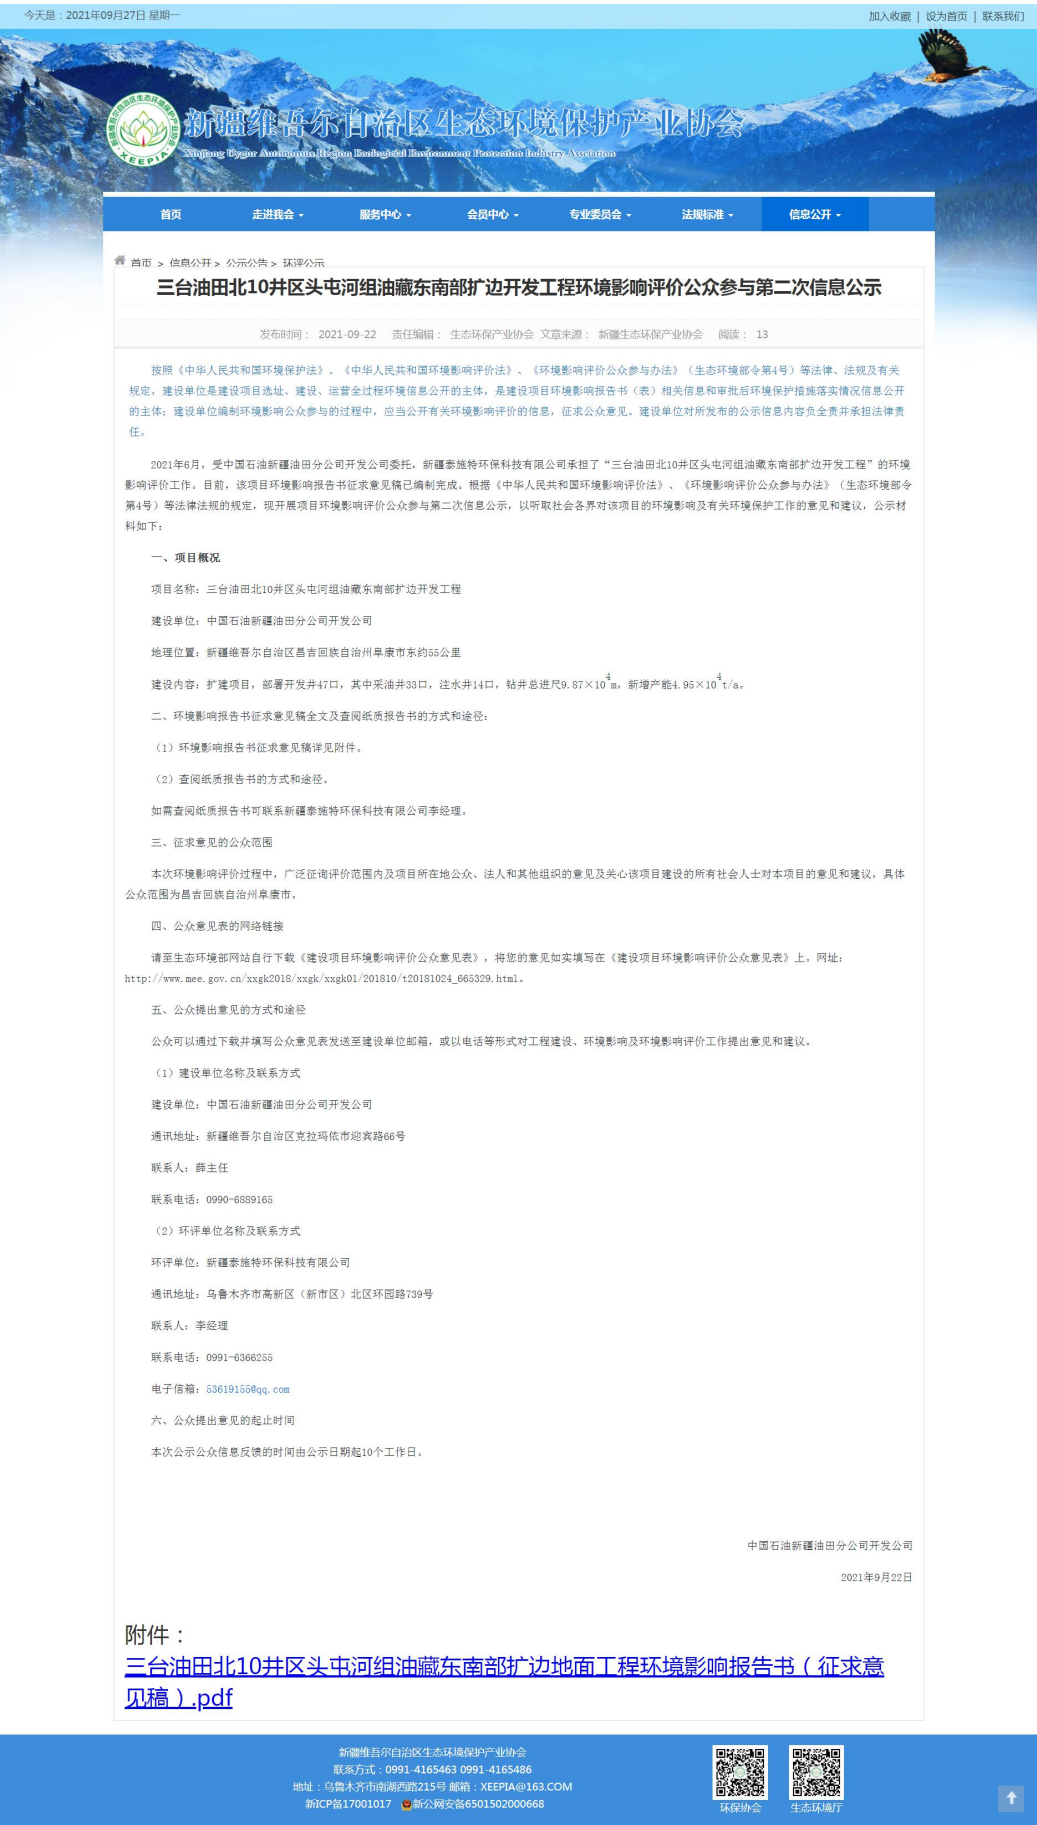 今天是：2021年09月27日 星期一
加入收藏 | 设为首页 | 联系我们
新疆维吾尔自治区生态环境保护产业协会
Xinjiang Uygur Autonomous Region Ecological Environment Protection Industry Assciation
XEEPIA
首页 走进我会 服务中心 会员中心 专业委员会 法规标准 信息公开
首页 > 信息公开 > 公示公告 > 环评公示
三台油田北10井区头屯河组油藏东南部扩边开发工程环境影响评价公众参与第二次信息公示
发布时间： 2021-09-22 责任编辑： 生态环保产业协会 文章来源： 新疆生态环保产业协会 阅读： 13
按照《中华人民共和国环境保护法》、《中华人民共和国环境影响评价法》、《环境影响评价公众参与办法》（生态环境部令第4号）等法律、法规及有关
规定，建设单位是建设项目选址、建设、运营全过程环境信息公开的主体，是建设项目环境影响报告书（表）相关信息和审批后环境保护措施落实情况信息公开
的主体；建设单位编制环境影响公众参与的过程中，应当公开有关环境影响评价的信息，征求公众意见。建设单位对所发布的公示信息内容负全责并承担法律责
任。
2021年6月，受中国石油新疆油田分公司开发公司委托，新疆泰施特环保科技有限公司承担了“三台油田北10井区头屯河组油藏东南部扩边开发工程”的环境
影响评价工作。目前，该项目环境影响报告书征求意见稿已编制完成。根据《中华人民共和国环境影响评价法》、《环境影响评价公众参与办法》（生态环境部令
第4号）等法律法规的规定，现开展项目环境影响评价公众参与第二次信息公示，以听取社会各界对该项目的环境影响及有关环境保护工作的意见和建议，公示材
料如下：
一、项目概况
项目名称：三台油田北10井区头屯河组油藏东南部扩边开发工程
建设单位：中国石油新疆油田分公司开发公司
地理位置：新疆维吾尔自治区昌吉回族自治州阜康市东约55公里
建设内容：扩建项目，部署开发井47口，其中采油井33口，注水井14口，钻井总进尺9.87×10⁴m，新增产能4.95×10⁴t/a。
二、环境影响报告书征求意见稿全文及查阅纸质报告书的方式和途径：
（1）环境影响报告书征求意见稿详见附件。
（2）查阅纸质报告书的方式和途径。
如需查阅纸质报告书可联系新疆泰施特环保科技有限公司李经理。
三、征求意见的公众范围
本次环境影响评价过程中，广泛征询评价范围内及项目所在地公众、法人和其他组织的意见及关心该项目建设的所有社会人士对本项目的意见和建议，具体
公众范围为昌吉回族自治州阜康市。
四、公众意见表的网络链接
请至生态环境部网站自行下载《建设项目环境影响评价公众意见表》，将您的意见如实填写在《建设项目环境影响评价公众意见表》上。网址：
http://www.mee.gov.cn/xxgk2018/xxgk/xxgk01/201810/t20181024_665329.html。
五、公众提出意见的方式和途径
公众可以通过下载并填写公众意见表发送至建设单位邮箱，或以电话等形式对工程建设、环境影响及环境影响评价工作提出意见和建议。
（1）建设单位名称及联系方式
建设单位：中国石油新疆油田分公司开发公司
通讯地址：新疆维吾尔自治区克拉玛依市迎宾路66号
联系人：薛主任
联系电话：0990-6889165
（2）环评单位名称及联系方式
环评单位：新疆泰施特环保科技有限公司
通讯地址：乌鲁木齐市高新区（新市区）北区环园路739号
联系人：李经理
联系电话：0991-6366255
电子信箱：53619155@qq.com
六、公众提出意见的起止时间
本次公示公众信息反馈的时间由公示日期起10个工作日。
中国石油新疆油田分公司开发公司
2021年9月22日
附件：
三台油田北10井区头屯河组油藏东南部扩边地面工程环境影响报告书（征求意
见稿）.pdf
新疆维吾尔自治区生态环境保护产业协会
联系方式：0991-4165463 0991-4165486
地址：乌鲁木齐市南湖西路215号 邮箱：XEEPIA@163.COM
新ICP备17001017 新公网安备6501502000668
环保协会 生态环境厅